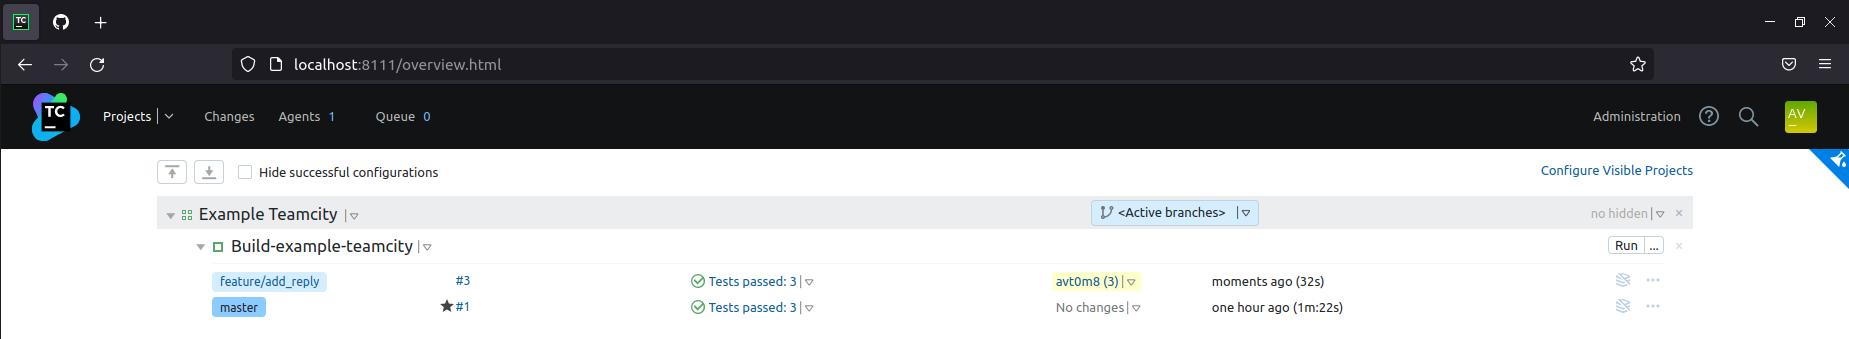 TC
localhost:8111/overview.html
TC
Projects Changes Agents 1 Queue 0 Administration AV
Hide successful configurations Configure Visible Projects
Example Teamcity <Active branches> no hidden
Build-example-teamcity Run ...
feature/add_reply #3 Tests passed: 3 avt0m8 (3) moments ago (32s)
master #1 Tests passed: 3 No changes one hour ago (1m:22s)